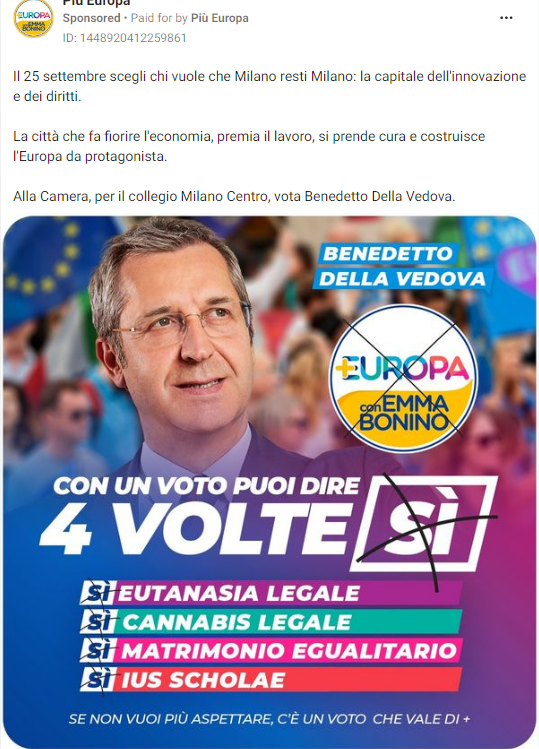 Più Europa
Sponsored • Paid for by Più Europa
ID: 1448920412259861
Il 25 settembre scegli chi vuole che Milano resti Milano: la capitale dell'innovazione
e dei diritti.
La città che fa fiorire l'economia, premia il lavoro, si prende cura e costruisce
l'Europa da protagonista.
Alla Camera, per il collegio Milano Centro, vota Benedetto Della Vedova.
BENEDETTO
DELLA VEDOVA
+EUROPA
con EMMA
BONINO
CON UN VOTO PUOI DIRE
4 VOLTE SÌ
SÌ EUTANASIA LEGALE
SÌ CANNABIS LEGALE
SÌ MATRIMONIO EGUALITARIO
SÌ IUS SCHOLAE
SE NON VUOI PIÙ ASPETTARE, C'È UN VOTO CHE VALE DI +